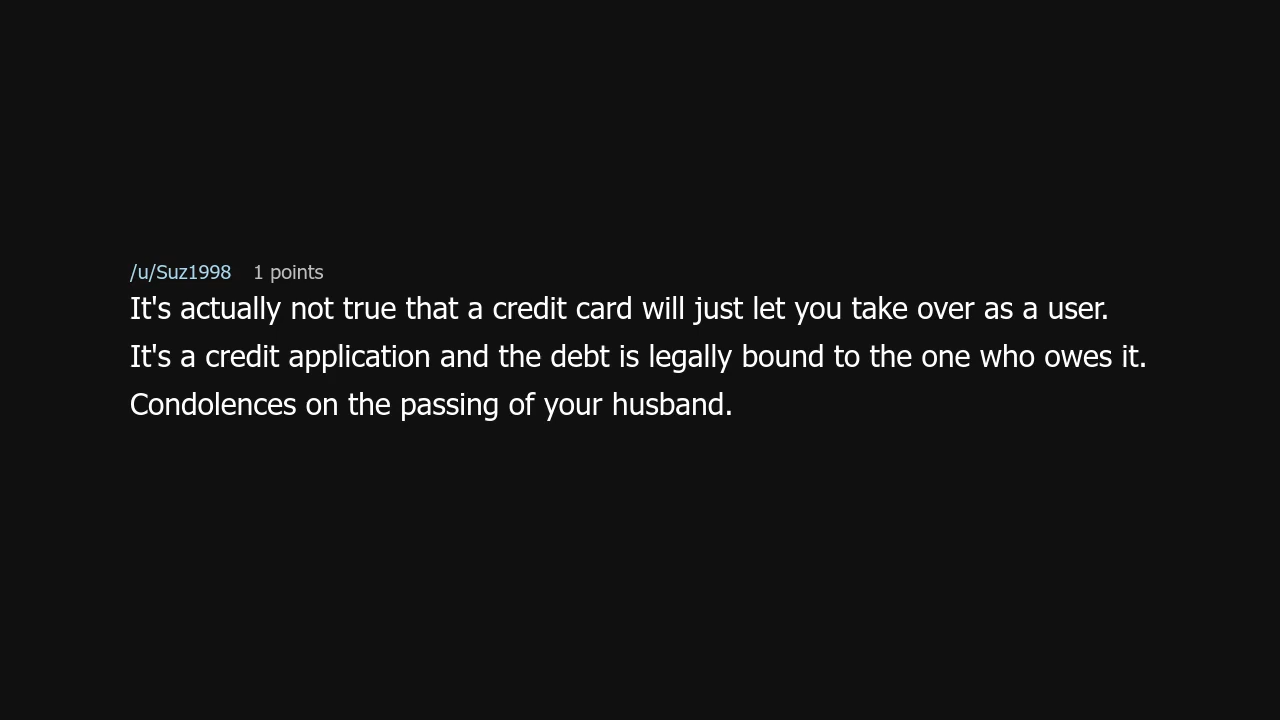 /u/Suz1998 1 points
It's actually not true that a credit card will just let you take over as a user.
It's a credit application and the debt is legally bound to the one who owes it.
Condolences on the passing of your husband.